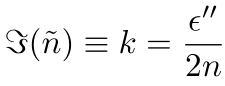 ℑ(ñ) ≡ k = ϵ″ / 2n